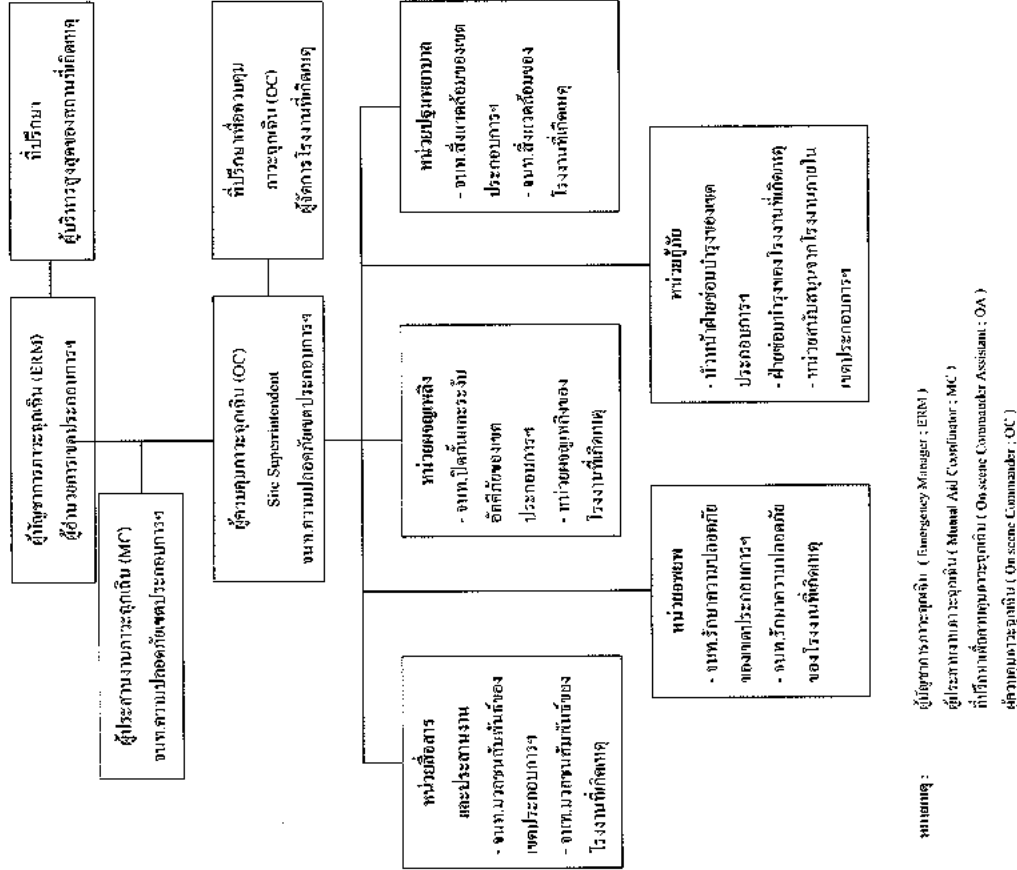 ผู้บัญชาการภาวะฉุกเฉิน (ERM)
ผู้อำนวยการเขตประกอบการฯ
ที่ปรึกษา
ผู้บริหารสูงสุดของสถานที่เกิดเหตุ
ผู้ประสานงานภาวะฉุกเฉิน (MC)
จนท.ความปลอดภัยเขตประกอบการฯ
ผู้ควบคุมภาวะฉุกเฉิน (OC)
Site Superintendent
จนท.ความปลอดภัยเขตประกอบการฯ
ที่ปรึกษาเพื่อควบคุม
ภาวะฉุกเฉิน (OC)
ผู้จัดการโรงงานที่เกิดเหตุ
หน่วยสื่อสาร
และประสานงาน
- จนท.มวลชนสัมพันธ์ของ
เขตประกอบการฯ
- จนท.มวลชนสัมพันธ์ของ
โรงงานที่เกิดเหตุ
หน่วยผจญเพลิง
- จนท.ป้องกันและระงับ
อัคคีภัยของเขต
ประกอบการฯ
- หน่วยผจญเพลิงของ
โรงงานที่เกิดเหตุ
หน่วยปฐมพยาบาล
- จนท.สิ่งแวดล้อมของเขต
ประกอบการฯ
- จนท.สิ่งแวดล้อมของ
โรงงานที่เกิดเหตุ
หน่วยอพยพ
- จนท.รักษาความปลอดภัย
ของเขตประกอบการฯ
- จนท.รักษาความปลอดภัย
ของโรงงานที่เกิดเหตุ
หน่วยกู้ภัย
- หัวหน้าฝ่ายซ่อมบำรุงของเขต
ประกอบการฯ
- ฝ่ายซ่อมบำรุงของโรงงานที่เกิดเหตุ
- หน่วยสนับสนุนจากโรงงานภายใน
เขตประกอบการฯ
หมายเหตุ : ผู้บัญชาการภาวะฉุกเฉิน ( Emergency Manager ; ERM )
ผู้ประสานงานภาวะฉุกเฉิน ( Mutual Aid Coordinator ; MC )
ที่ปรึกษาเพื่อควบคุมภาวะฉุกเฉิน ( On scene Commander Assistant ; OA )
ผู้ควบคุมภาวะฉุกเฉิน ( On scene Commander ; OC )